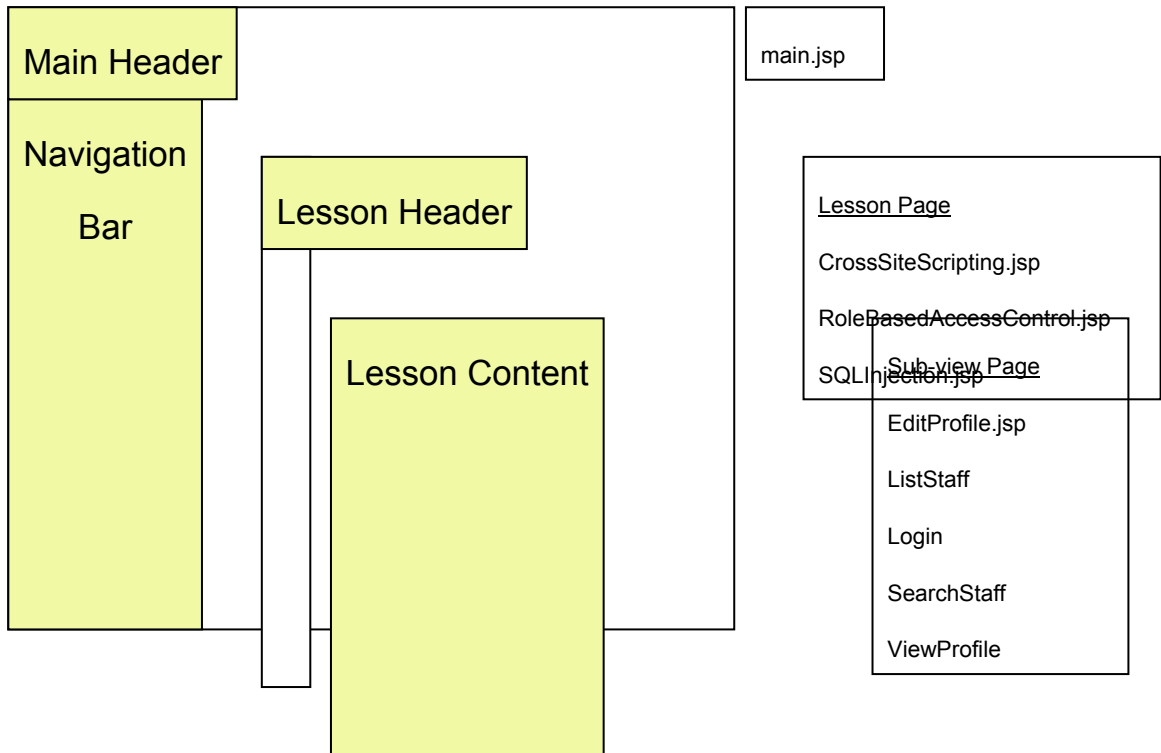 Main Header
Navigation
Bar
Lesson Header
Lesson Content
main.jsp
Lesson Page
CrossSiteScripting.jsp
RoleBasedAccessControl.jsp
SQLInjection.jsp
Sub-view Page
EditProfile.jsp
ListStaff
Login
SearchStaff
ViewProfile